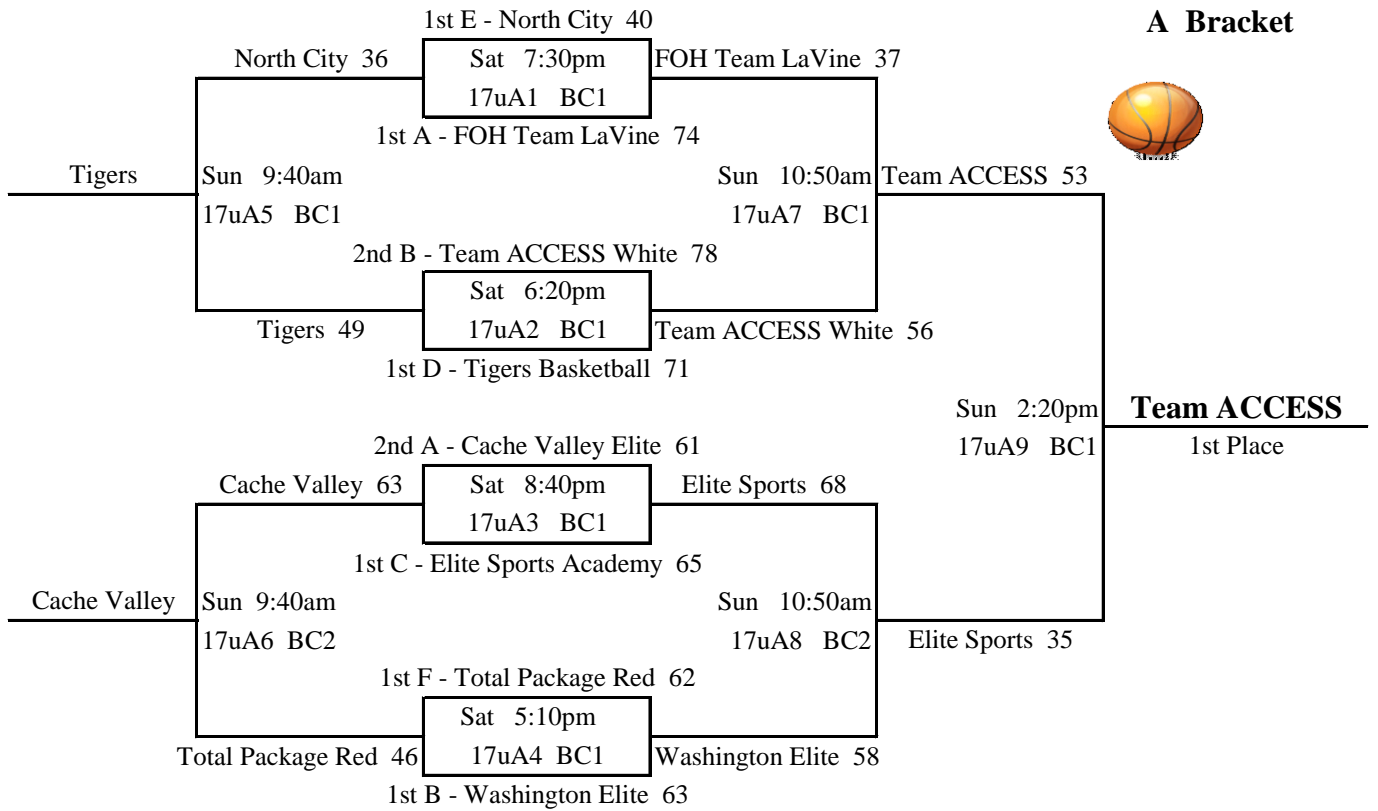 1st E - North City 40
A Bracket
North City 36
Sat 7:30pm
FOH Team LaVine 37
17uA1 BC1
1st A - FOH Team LaVine 74
Tigers
Sun 9:40am
Sun 10:50am
Team ACCESS 53
17uA5 BC1
17uA7 BC1
2nd B - Team ACCESS White 78
Sat 6:20pm
Tigers 49
17uA2 BC1
Team ACCESS White 56
1st D - Tigers Basketball 71
Sun 2:20pm
Team ACCESS
17uA9 BC1
1st Place
2nd A - Cache Valley Elite 61
Cache Valley 63
Sat 8:40pm
Elite Sports 68
17uA3 BC1
1st C - Elite Sports Academy 65
Cache Valley
Sun 9:40am
Sun 10:50am
17uA6 BC2
17uA8 BC2
Elite Sports 35
1st F - Total Package Red 62
Sat 5:10pm
Total Package Red 46
17uA4 BC1
Washington Elite 58
1st B - Washington Elite 63